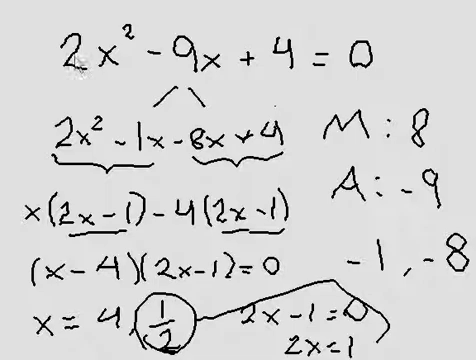 2x² - 9x + 4 = 0
2x² - 1x - 8x + 4
M : 8
x(2x - 1) - 4(2x - 1)
A : -9
(x - 4)(2x - 1) = 0
-1, -8
x = 4, 1/2
2x - 1 = 0
2x = 1